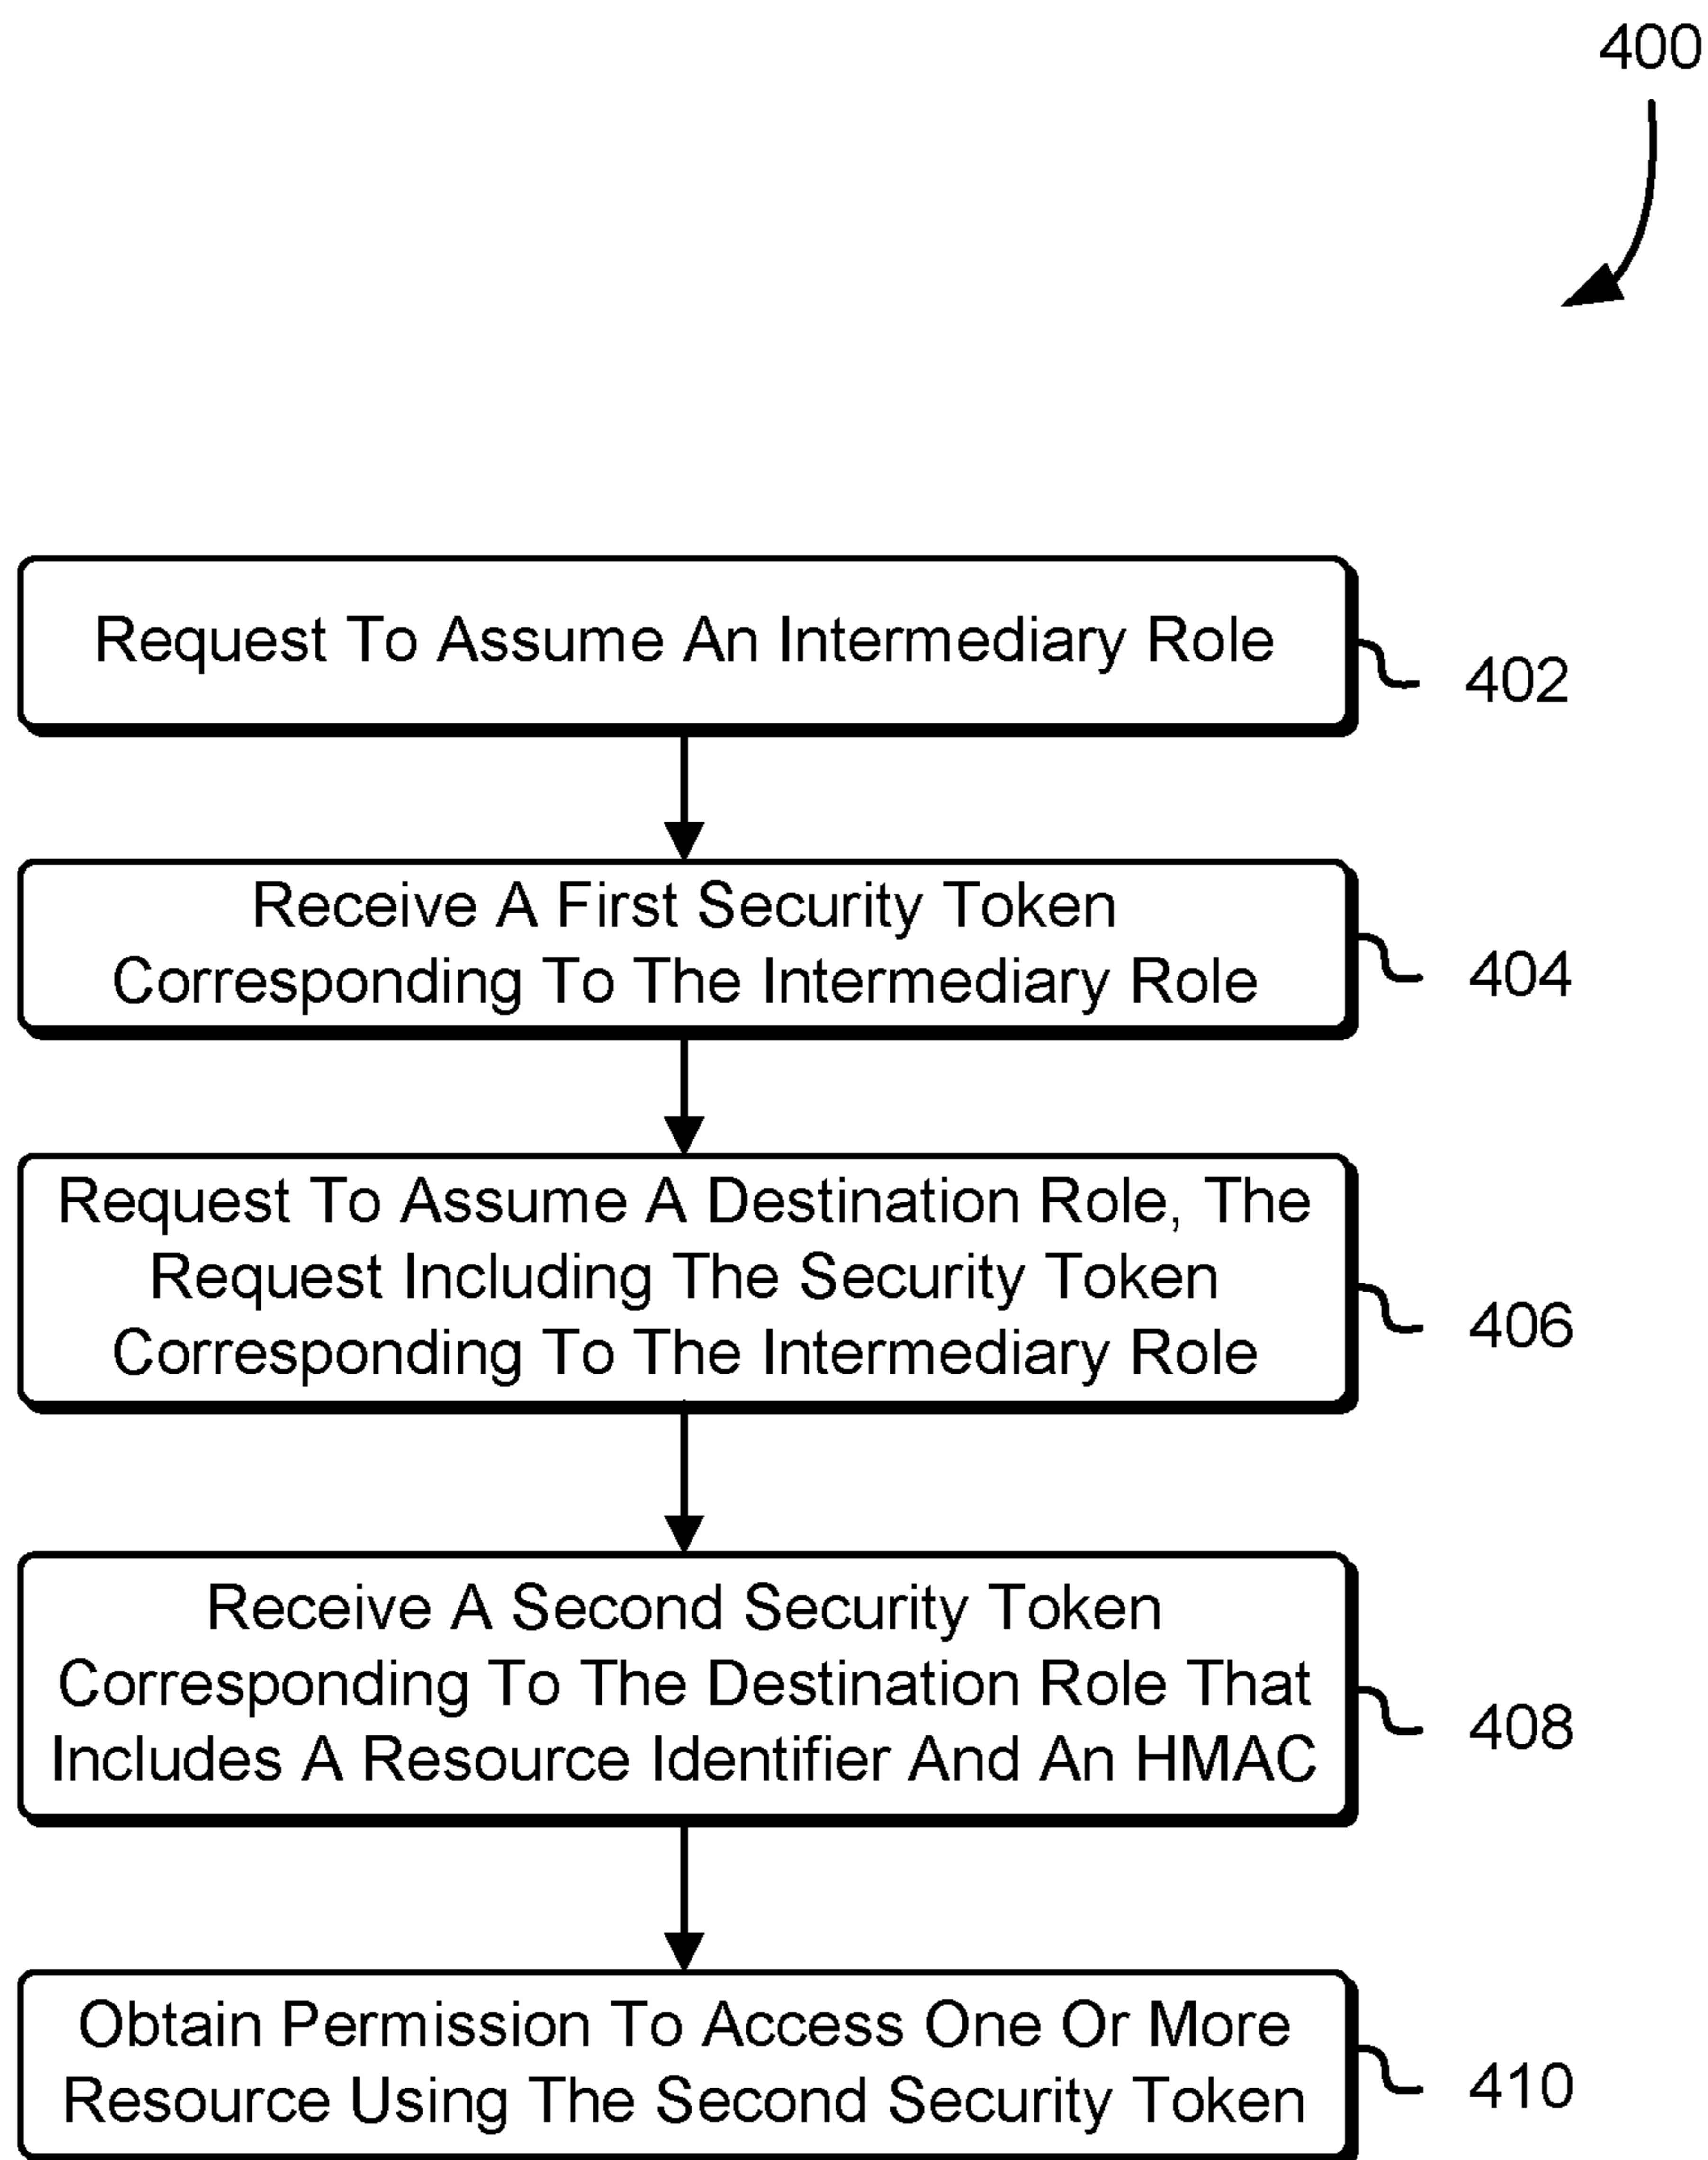 400
Request To Assume An Intermediary Role
402
Receive A First Security Token
Corresponding To The Intermediary Role
404
Request To Assume A Destination Role, The
Request Including The Security Token
Corresponding To The Intermediary Role
406
Receive A Second Security Token
Corresponding To The Destination Role That
Includes A Resource Identifier And An HMAC
408
Obtain Permission To Access One Or More
Resource Using The Second Security Token
410